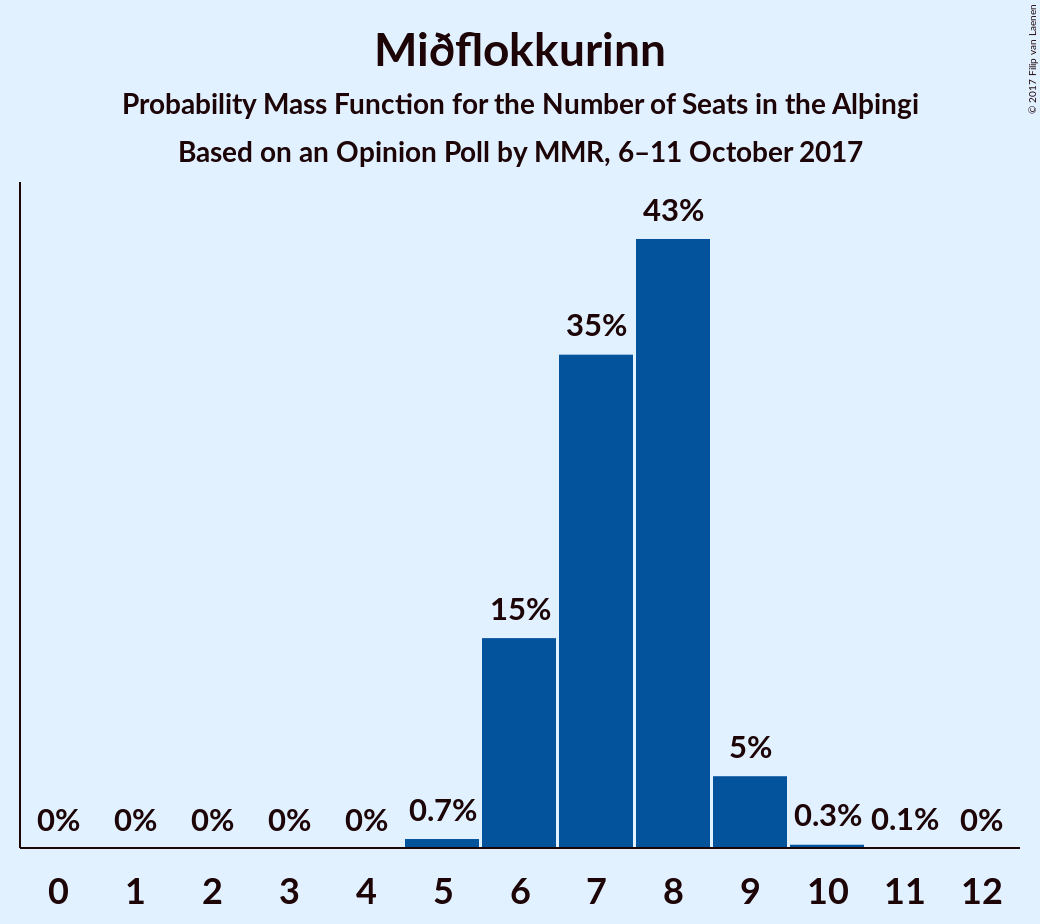 Miðflokkurinn
Probability Mass Function for the Number of Seats in the Alþingi
Based on an Opinion Poll by MMR, 6–11 October 2017
© 2017 Filip van Laenen
43%
35%
15%
5%
0% 0% 0% 0% 0% 0.7% 0.3% 0.1% 0%
0 1 2 3 4 5 6 7 8 9 10 11 12